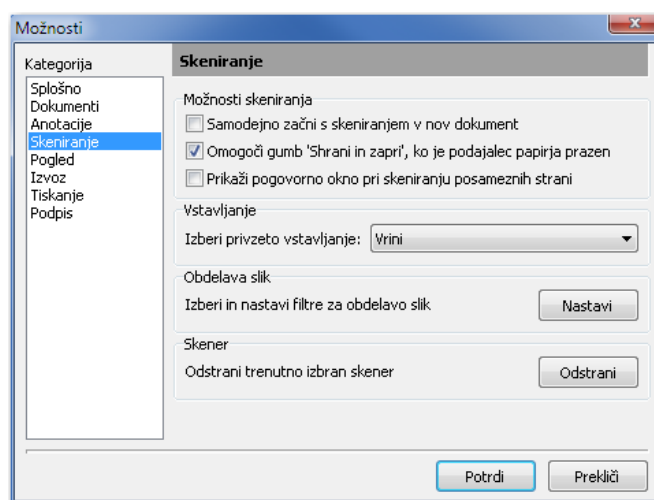 Možnosti
Kategorija
Splošno
Dokumenti
Anotacije
Skeniranje
Pogled
Izvoz
Tiskanje
Podpis
Skeniranje
Možnosti skeniranja
Samodejno začni s skeniranjem v nov dokument
Omogoči gumb 'Shrani in zapri', ko je podajalec papirja prazen
Prikaži pogovorno okno pri skeniranju posameznih strani
Vstavljanje
Izberi privzeto vstavljanje: Vrini
Obdelava slik
Izberi in nastavi filtre za obdelavo slik Nastavi
Skener
Odstrani trenutno izbran skener Odstrani
Potrdi Prekliči